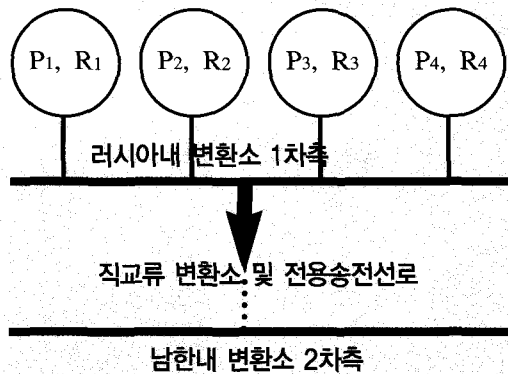 P1, R1 P2, R2 P3, R3 P4, R4
러시아내 변환소 1차측
직교류 변환소 및 전용송전선로
남한내 변환소 2차측